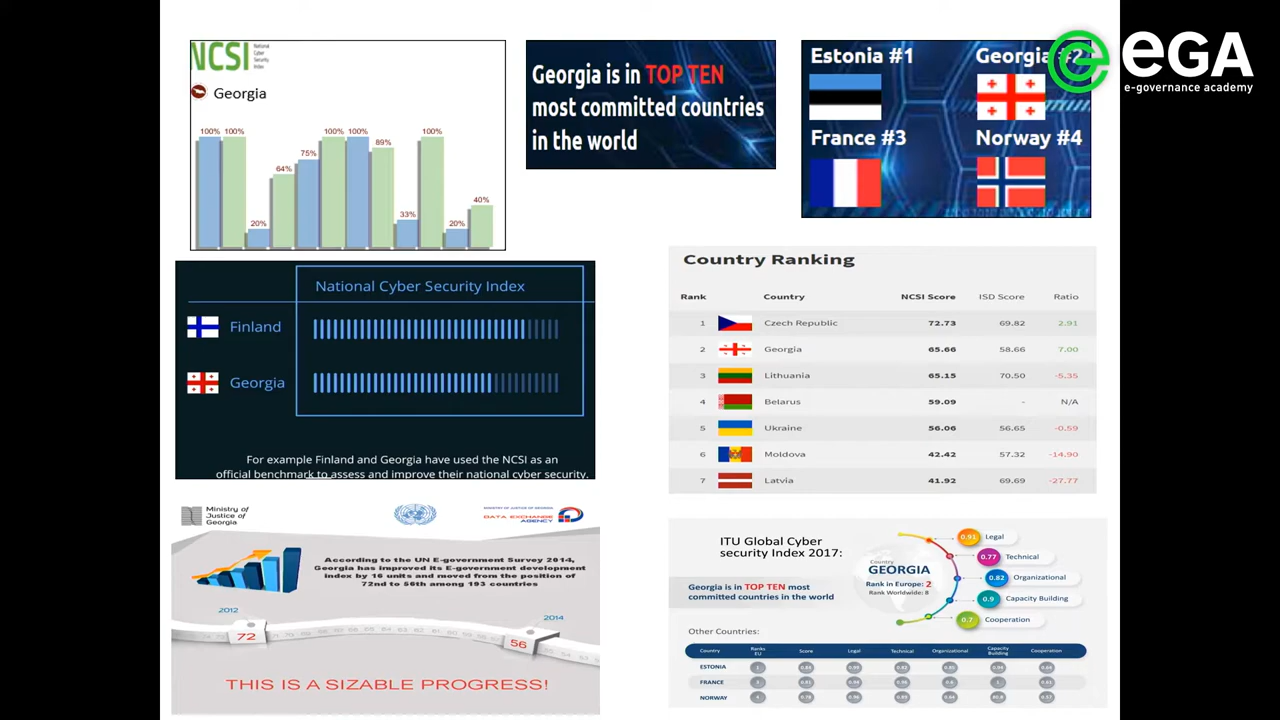 NCSI
National
Cyber
Security
Index
Georgia
100% 100% 20% 64% 75% 100% 100% 89% 33% 100% 20% 40%
Georgia is in TOP TEN
most committed countries
in the world
Estonia #1
Georgia #2
France #3
Norway #4
eGA
e-governance academy
National Cyber Security Index
Finland
Georgia
For example Finland and Georgia have used the NCSI as an
official benchmark to assess and improve their national cyber security.
Country Ranking
Rank Country NCSI Score ISD Score Ratio
1 Czech Republic 72.73 69.82 2.91
2 Georgia 65.66 58.66 7.00
3 Lithuania 65.15 70.50 -5.35
4 Belarus 59.09 - N/A
5 Ukraine 56.06 56.65 -0.59
6 Moldova 42.42 57.32 -14.90
7 Latvia 41.92 69.69 -27.77
Ministry of
Justice of
Georgia
MINISTRY OF JUSTICE OF GEORGIA
DATA EXCHANGE
AGENCY
According to the UN E-government Survey 2014,
Georgia has improved its E-government development
index by 16 units and moved from the position of
72nd to 56th among 193 countries
2012
72
2014
56
THIS IS A SIZABLE PROGRESS!
ITU Global Cyber
security Index 2017:
Georgia is in TOP TEN most
committed countries in the world
Country
GEORGIA
Rank in Europe: 2
Rank Worldwide: 8
0.91 Legal
0.77 Technical
0.82 Organizational
0.9 Capacity Building
0.7 Cooperation
Other Countries:
Country Ranks EU Score Legal Technical Organizational Capacity Building Cooperation
ESTONIA
FRANCE
NORWAY